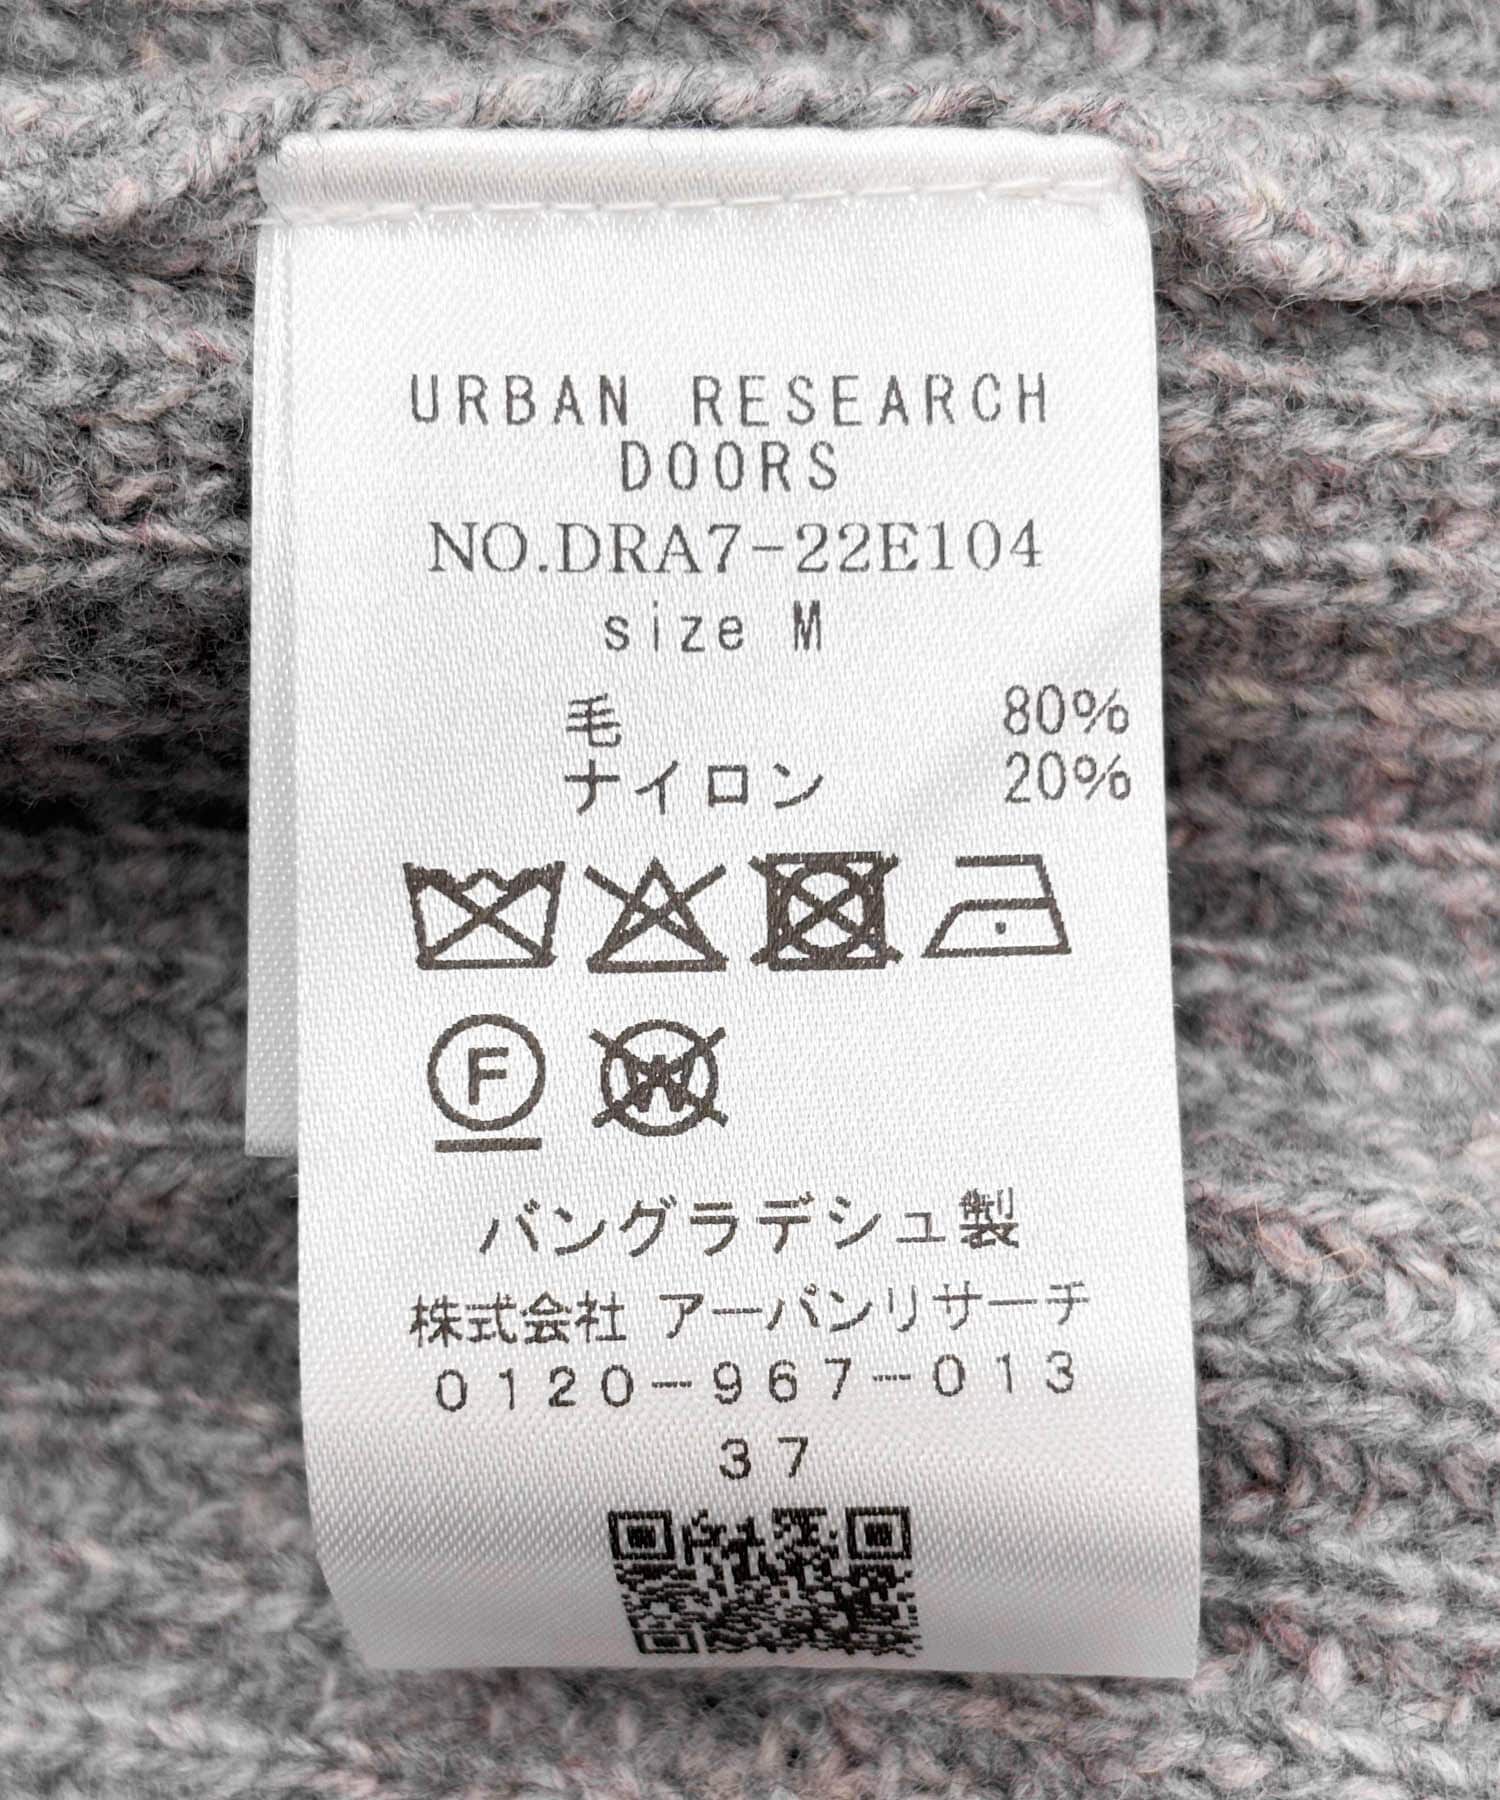 URBAN RESEARCH
DOORS
NO.DRA7-22E104
size M
毛 80%
ナイロン 20%
F
W
バングラデシュ製
株式会社 アーバンリサーチ
0120-967-013
37